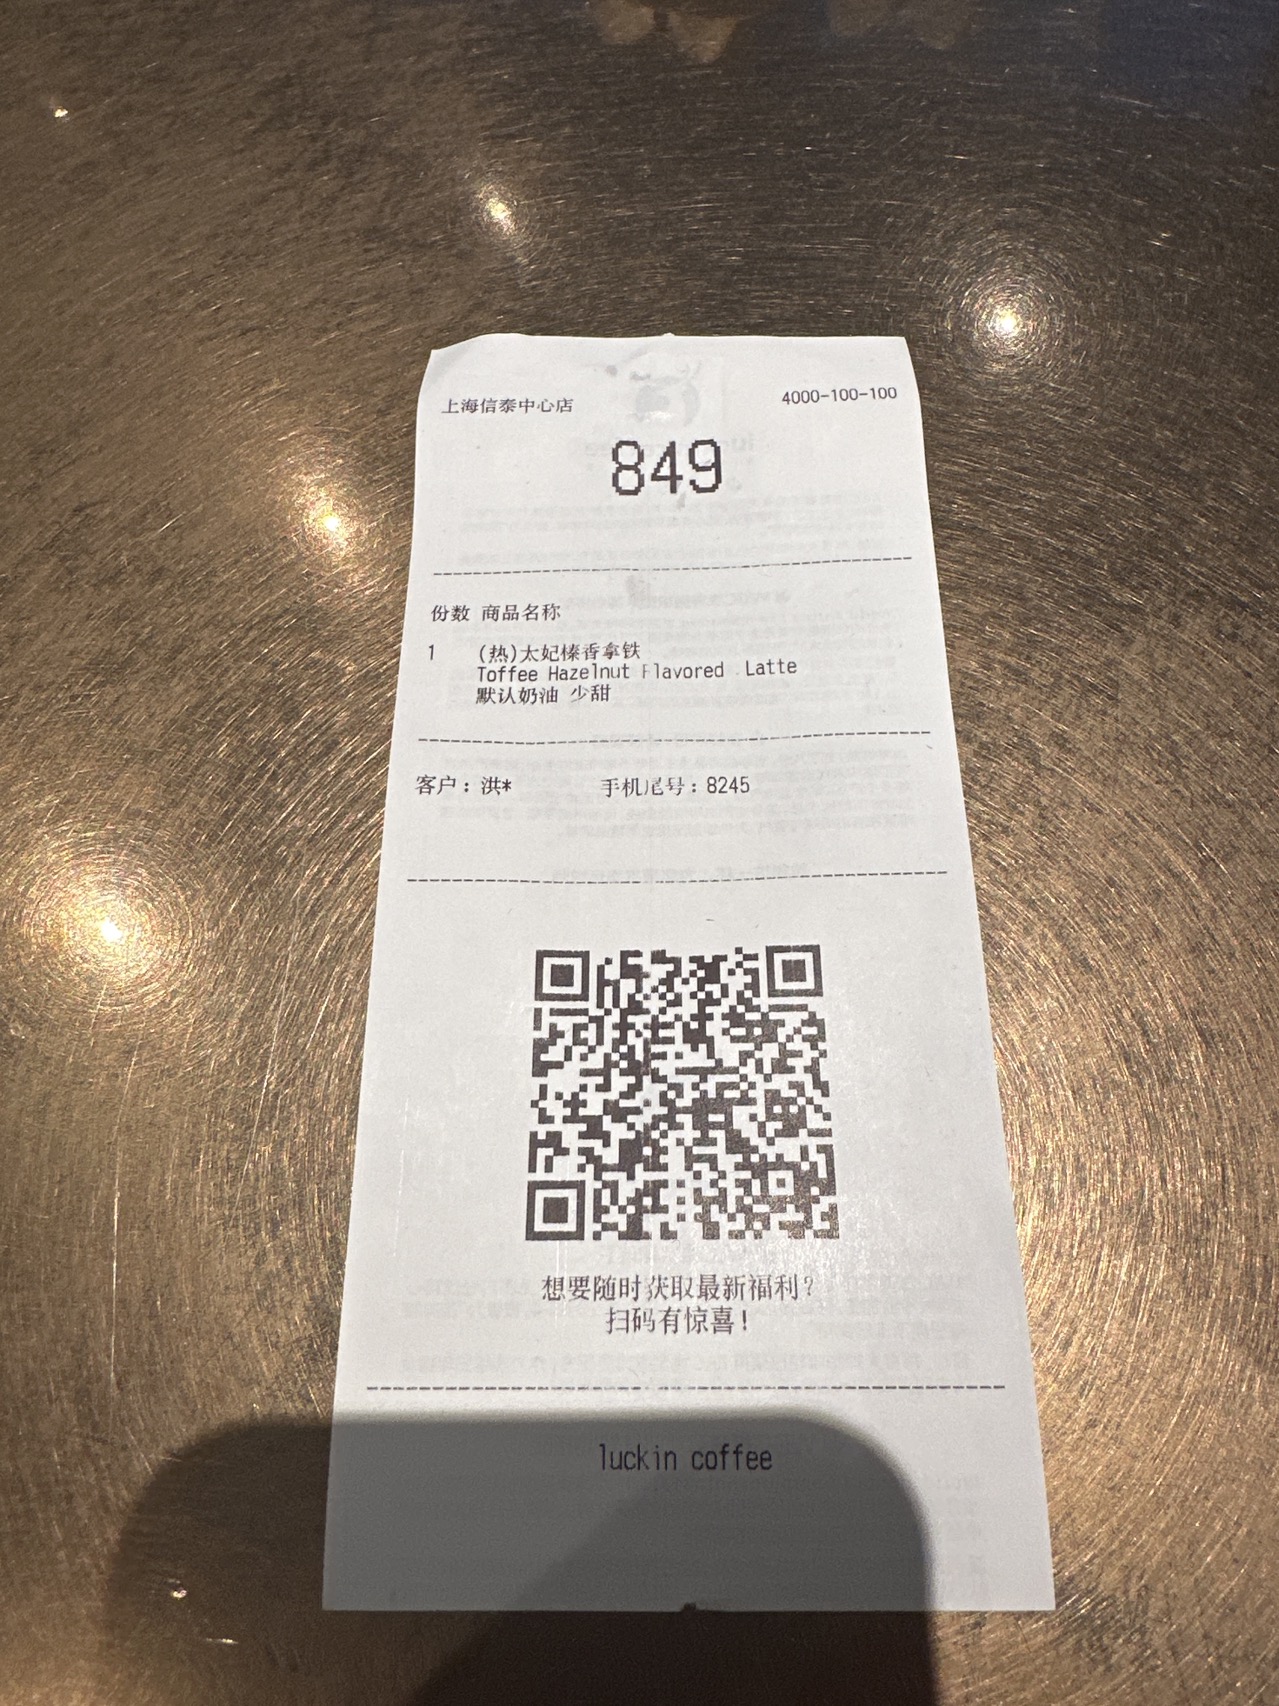 上海信泰中心店 4000-100-100
849
份数 商品名称
1 (热)太妃榛香拿铁
Toffee Hazelnut Flavored Latte
默认奶油 少甜
客户：洪* 手机尾号：8245
想要随时获取最新福利？
扫码有惊喜！
luckin coffee